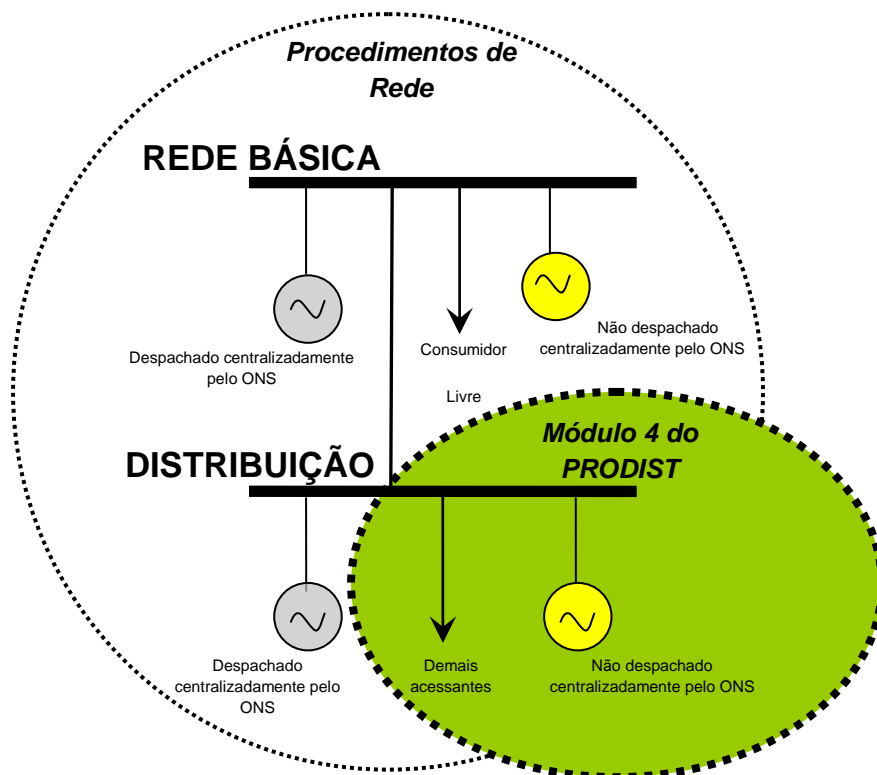 Procedimentos de
Rede
REDE BÁSICA
Despachado centralizadamente
pelo ONS
Consumidor
Livre
Não despachado
centralizadamente pelo ONS
Módulo 4 do
PRODIST
DISTRIBUIÇÃO
Despachado
centralizadamente pelo
ONS
Demais
acessantes
Não despachado
centralizadamente pelo ONS